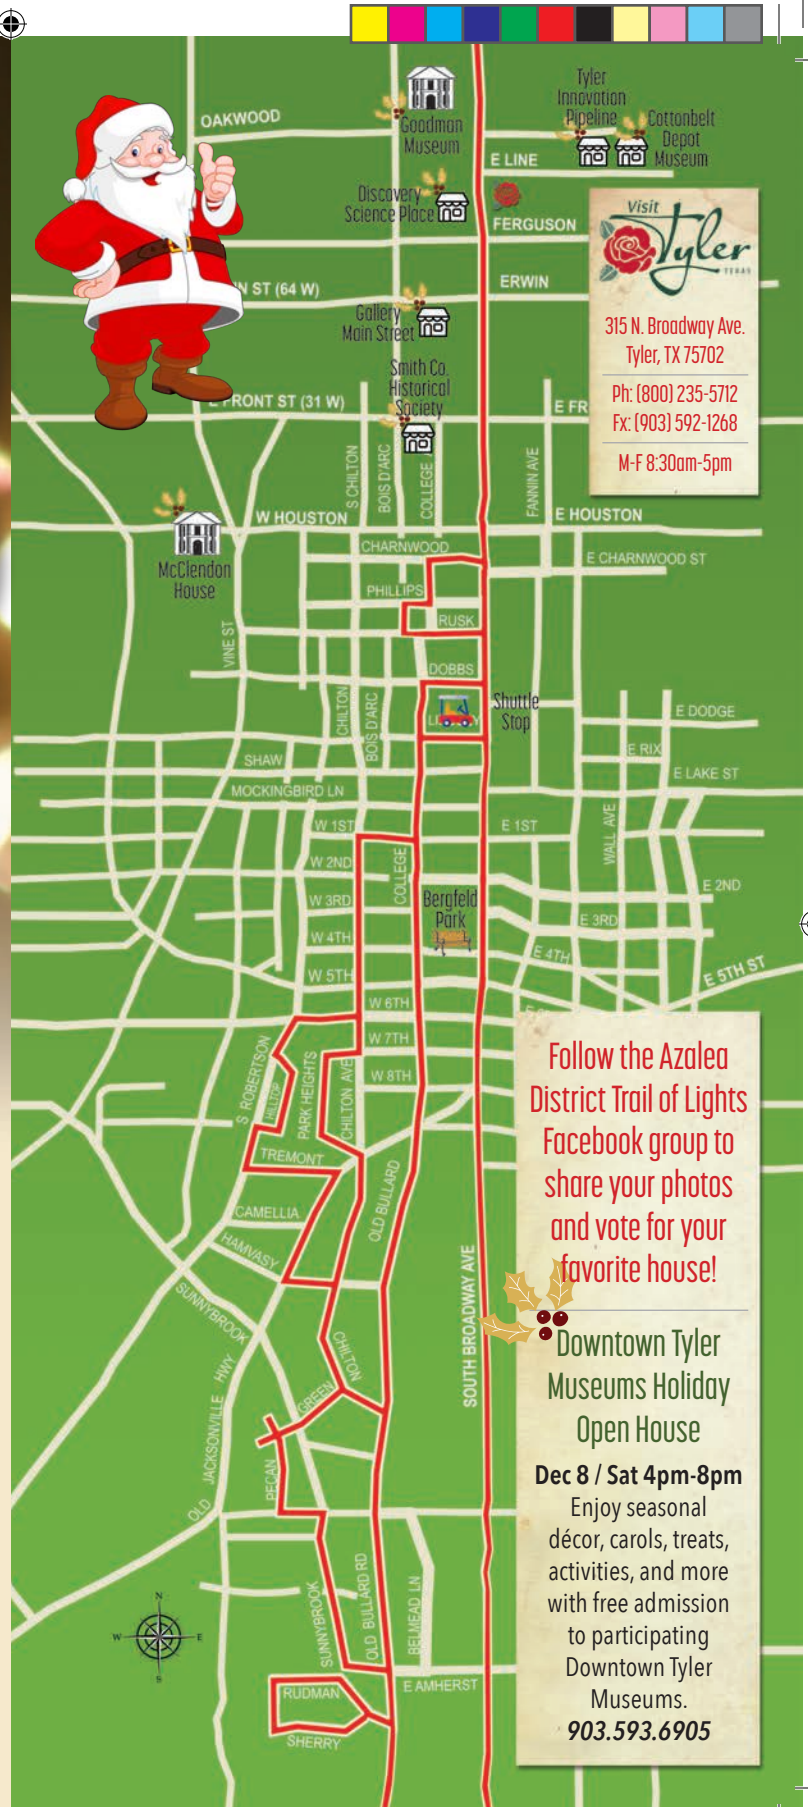 OAKWOOD
Goodman
Museum
Tyler
Innovation
Pipeline
Cottonbelt
Depot
Museum
E LINE
Discovery
Science Place
FERGUSON
Visit
Tyler
TEXAS
315 N. Broadway Ave.
Tyler, TX 75702
Ph: (800) 235-5712
Fx: (903) 592-1268
M-F 8:30am-5pm
N ST (64 W)
ERWIN
Gallery
Main Street
Smith Co.
Historical
Society
E FRONT ST (31 W)
E FR
S CHILTON
BOIS D'ARC
COLLEGE
FANNIN AVE
W HOUSTON
E HOUSTON
McClendon
House
CHARNWOOD
E CHARNWOOD ST
PHILLIPS
RUSK
VINE ST
DOBBS
CHILTON
BOIS D'ARC
Shuttle
Stop
E DODGE
E RIX
SHAW
E LAKE ST
MOCKINGBIRD LN
W 1ST
E 1ST
WALL AVE
W 2ND
COLLEGE
E 2ND
W 3RD
Bergfeld
Park
E 3RD
W 4TH
E 4TH
W 5TH
E 5TH ST
W 6TH
W 7TH
W 8TH
S ROBERTSON
HILLTOP
PARK HEIGHTS
CHILTON AVE
TREMONT
OLD BULLARD
CAMELLIA
HAMVASY
SUNNYBROOK
SOUTH BROADWAY AVE
CHILTON
GREEN
OLD JACKSONVILLE HWY
PECAN
SUNNYBROOK
OLD BULLARD RD
BELMEAD LN
N
W
E
S
RUDMAN
E AMHERST
SHERRY
Follow the Azalea
District Trail of Lights
Facebook group to
share your photos
and vote for your
favorite house!
Downtown Tyler
Museums Holiday
Open House
Dec 8 / Sat 4pm-8pm
Enjoy seasonal
décor, carols, treats,
activities, and more
with free admission
to participating
Downtown Tyler
Museums.
903.593.6905